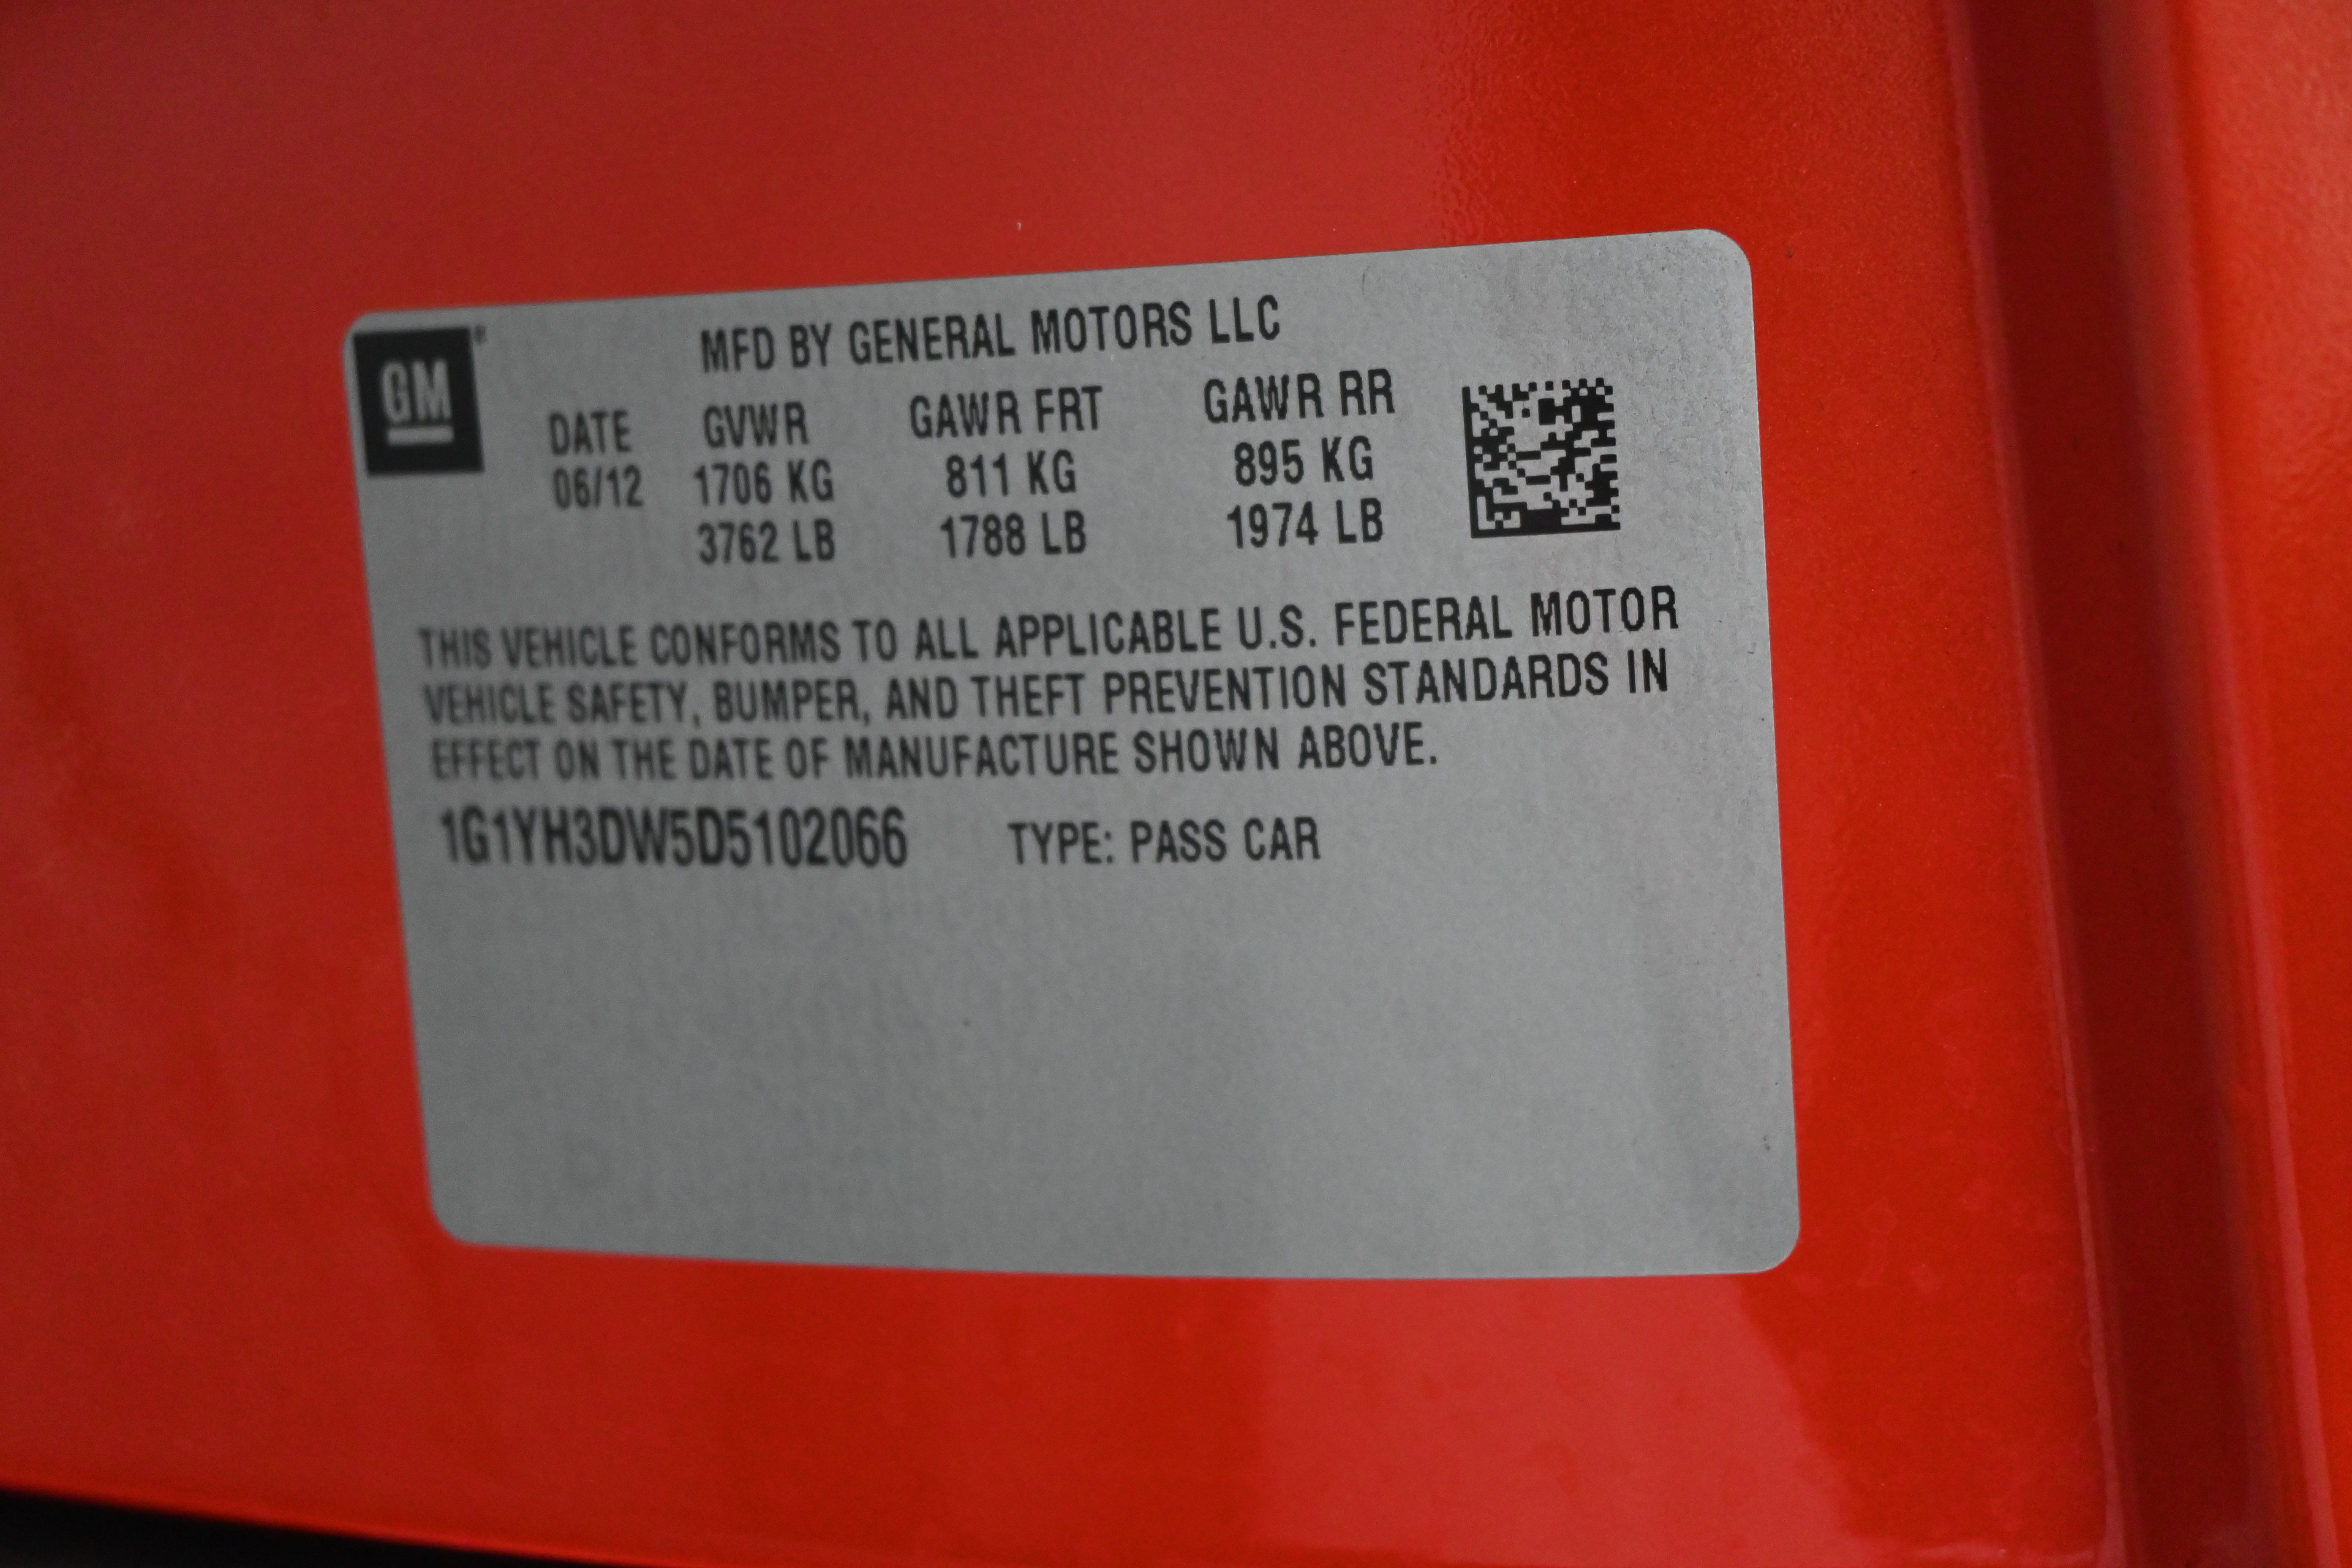 GM®
MFD BY GENERAL MOTORS LLC
DATE GVWR GAWR FRT GAWR RR
06/12 1706 KG 811 KG 895 KG
3762 LB 1788 LB 1974 LB
THIS VEHICLE CONFORMS TO ALL APPLICABLE U.S. FEDERAL MOTOR
VEHICLE SAFETY, BUMPER, AND THEFT PREVENTION STANDARDS IN
EFFECT ON THE DATE OF MANUFACTURE SHOWN ABOVE.
1G1YH3DW5D5102066 TYPE: PASS CAR